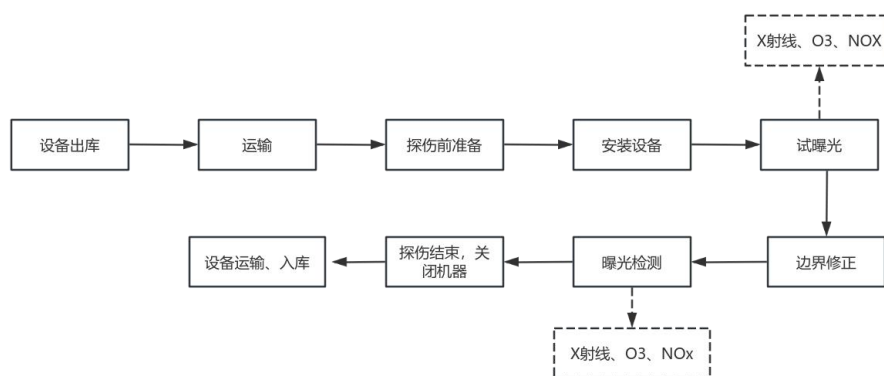 X射线、O3、NOX
设备出库
运输
探伤前准备
安装设备
试曝光
设备运输、入库
探伤结束，关
闭机器
曝光检测
边界修正
X射线、O3、NOx